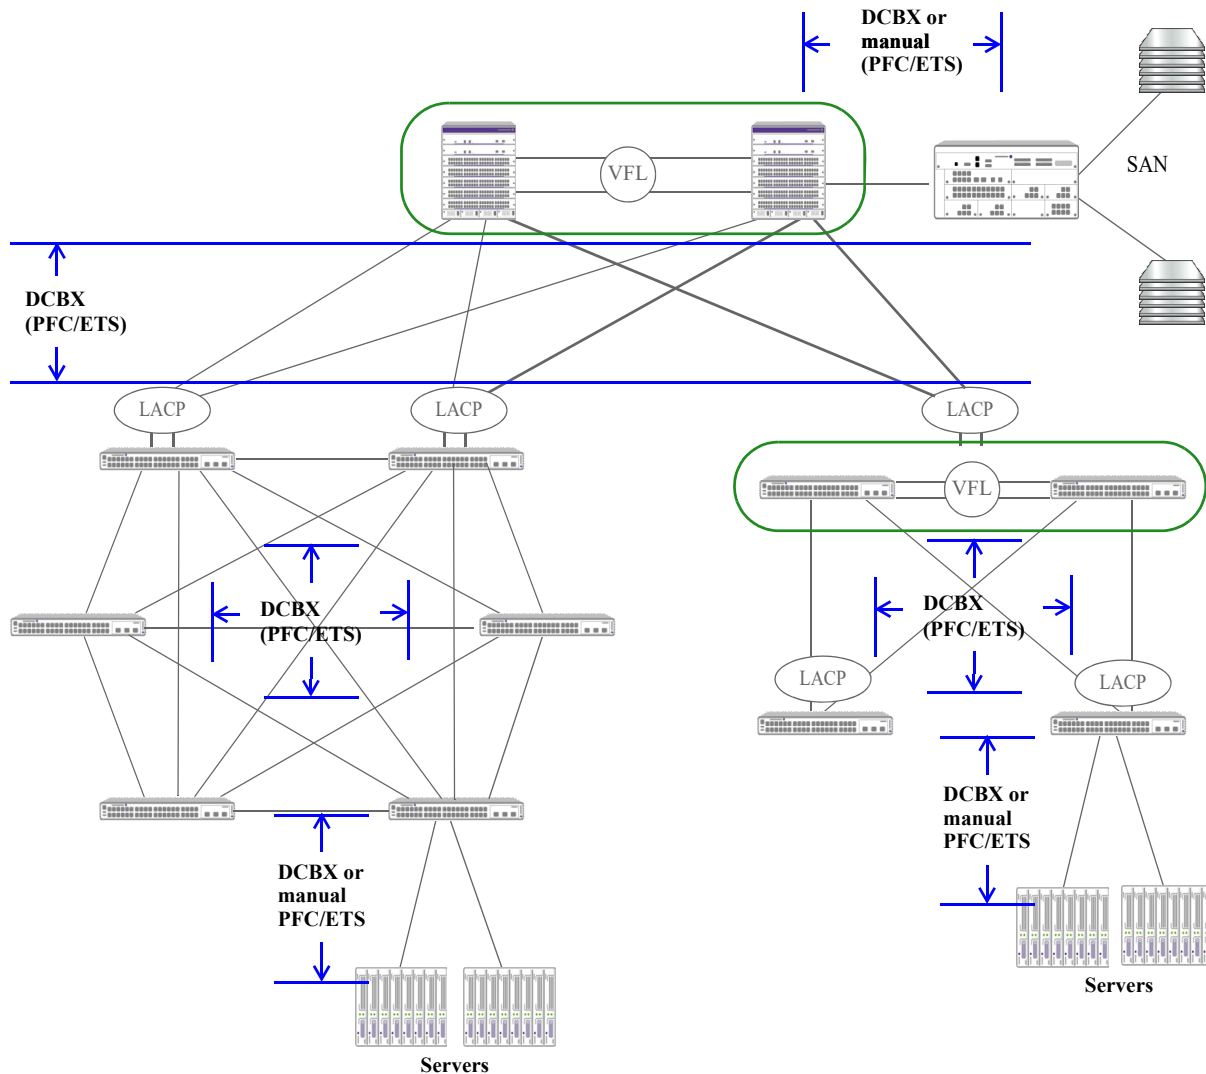 DCBX or
manual
(PFC/ETS)
VFL
SAN
DCBX
(PFC/ETS)
LACP
LACP
LACP
VFL
DCBX
(PFC/ETS)
DCBX
(PFC/ETS)
LACP
LACP
DCBX or
manual
PFC/ETS
DCBX or
manual
PFC/ETS
Servers
Servers